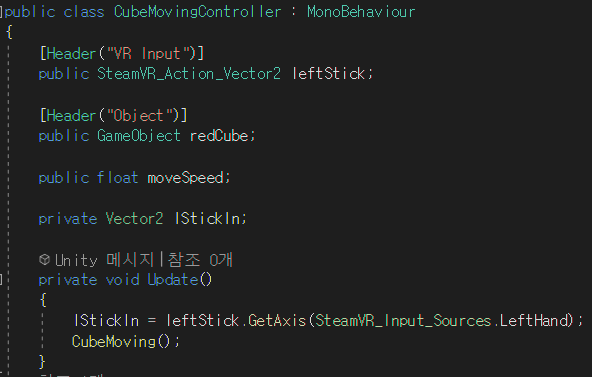 public class CubeMovingController : MonoBehaviour
{
[Header("VR Input")]
public SteamVR_Action_Vector2 leftStick;
[Header("Object")]
public GameObject redCube;
public float moveSpeed;
private Vector2 lStickIn;
Unity 메시지|참조 0개
private void Update()
{
lStickIn = leftStick.GetAxis(SteamVR_Input_Sources.LeftHand);
CubeMoving();
}